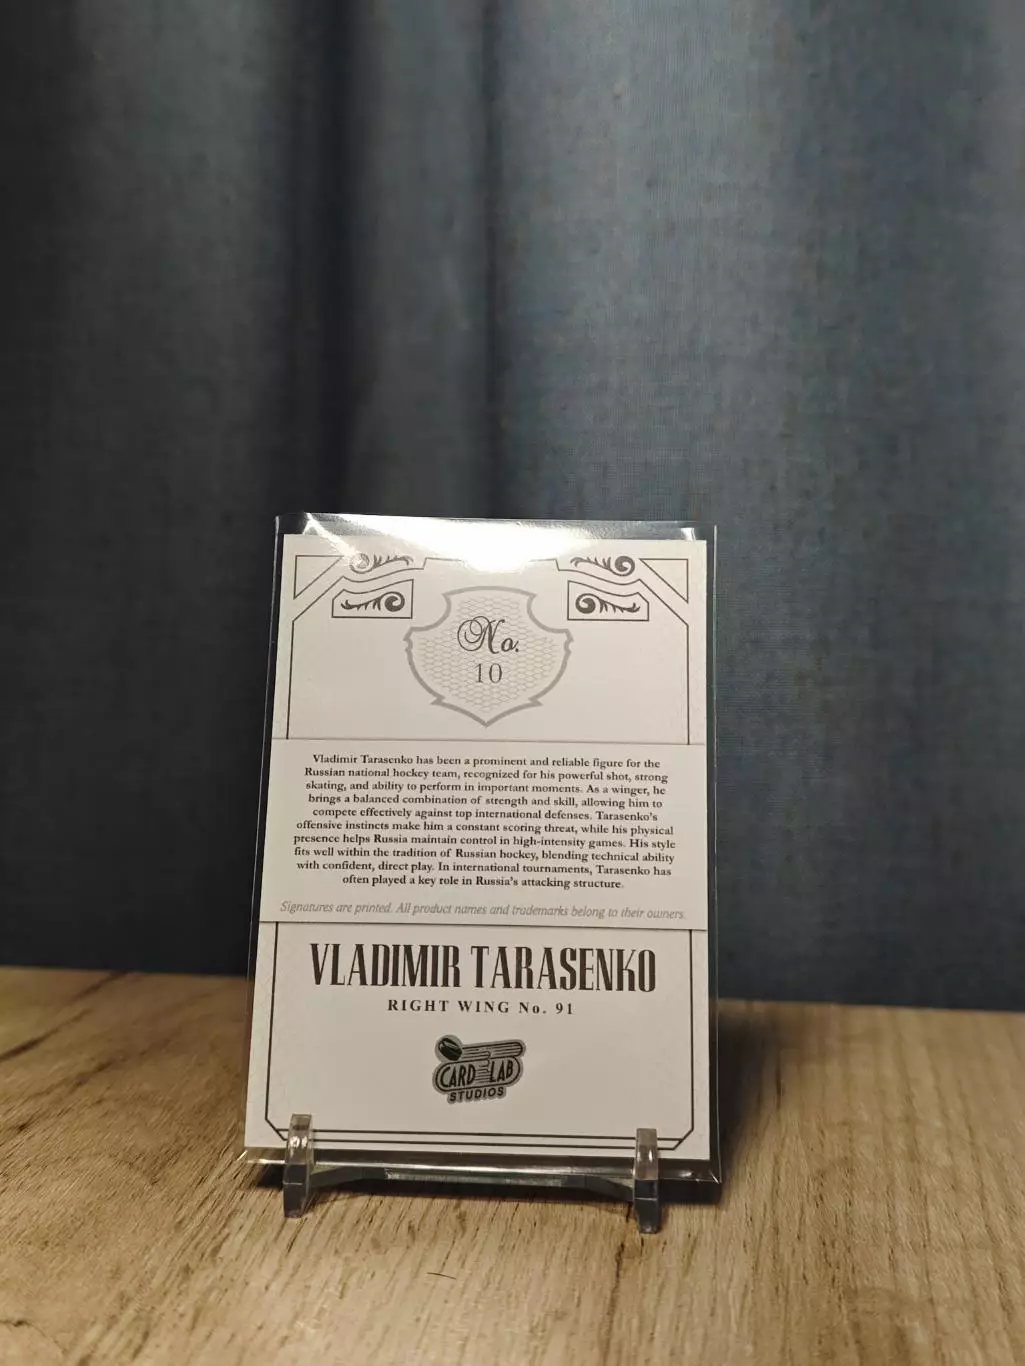 No.
10
Vladimir Tarasenko has been a prominent and reliable figure for the
Russian national hockey team, recognized for his powerful shot, strong
skating, and ability to perform in important moments. As a winger, he
brings a balanced combination of strength and skill, allowing him to
compete effectively against top international defenses. Tarasenko's
offensive instincts make him a constant scoring threat, while his physical
presence helps Russia maintain control in high-intensity games. His style
fits well within the tradition of Russian hockey, blending technical ability
with confident, direct play. In international tournaments, Tarasenko has
often played a key role in Russia's attacking structure.
Signatures are printed. All product names and trademarks belong to their owners.
VLADIMIR TARASENKO
RIGHT WING No. 91
CARD LAB
STUDIOS